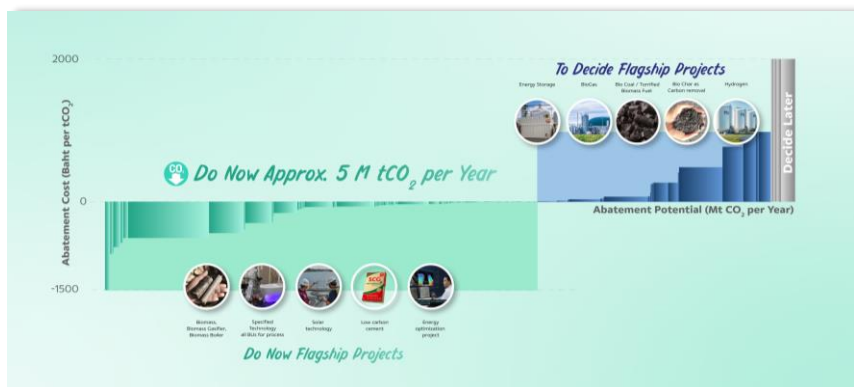 2000
To Decide Flagship Projects
Energy Storage
BioGas
Bio Coal / Torrified
Biomass Fuel
Bio Char as
Carbon removal
Hydrogen
Abatement Cost (Baht per tCO₂)
CO₂
Do Now Approx. 5 M tCO₂ per Year
Decide Later
0
Abatement Potential (Mt CO₂ per Year)
-1500
Biomass,
Biomass Gasifier,
Biomass Boiler
Specified
Technology
all BUs for process
Solar
technology
Low carbon
cement
Energy
optimization
project
Do Now Flagship Projects